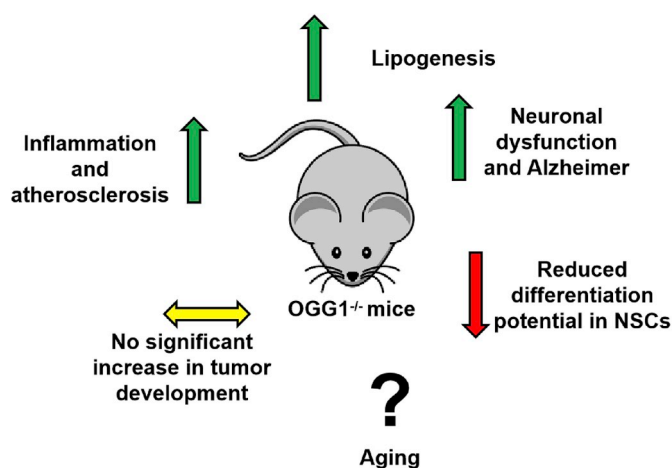 Lipogenesis
Inflammation
and
atherosclerosis
Neuronal
dysfunction
and Alzheimer
OGG1⁻/⁻ mice
Reduced
differentiation
potential in NSCs
No significant
increase in tumor
development
?
Aging